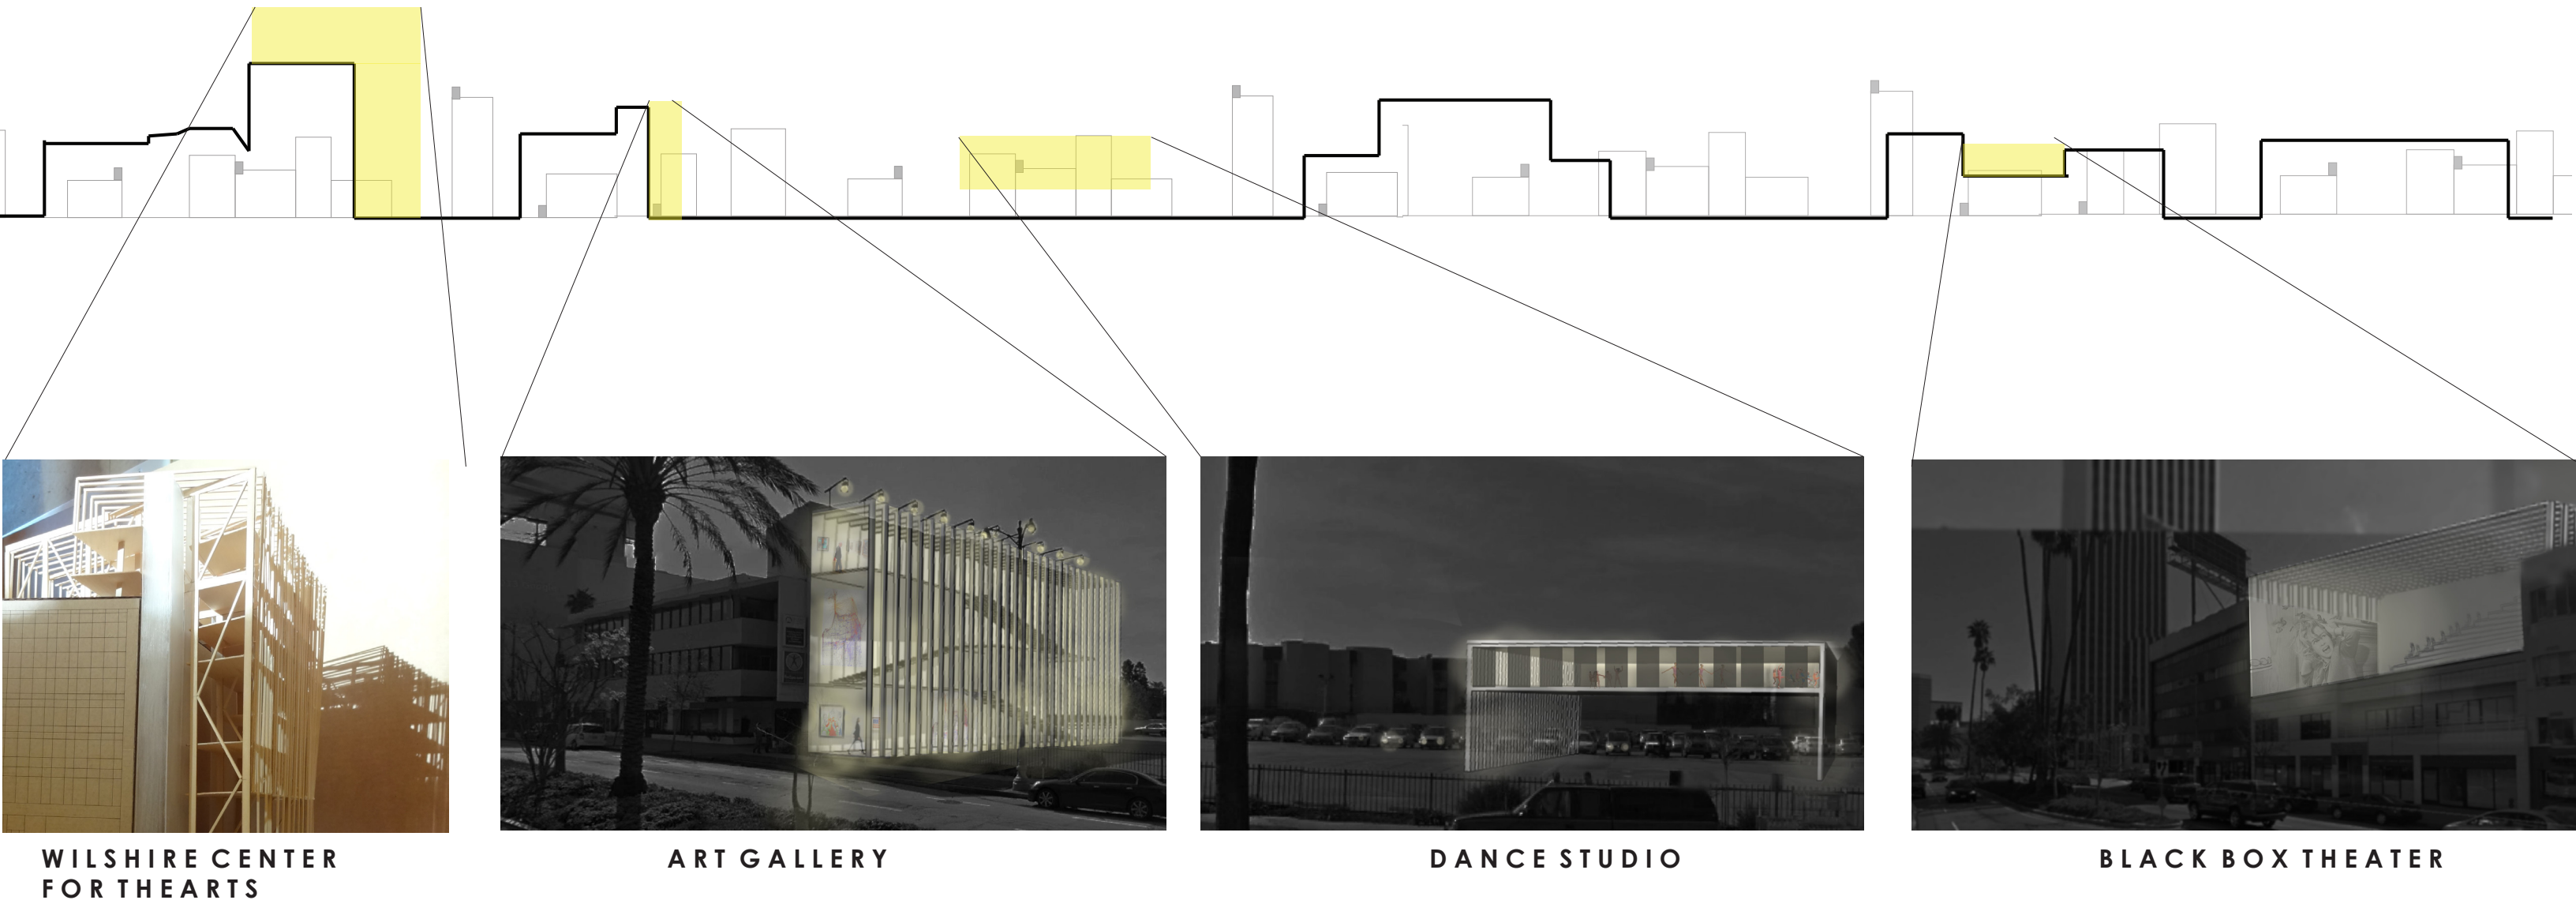 WILSHIRE CENTER
FOR THEARTS
ART GALLERY
DANCE STUDIO
BLACK BOX THEATER